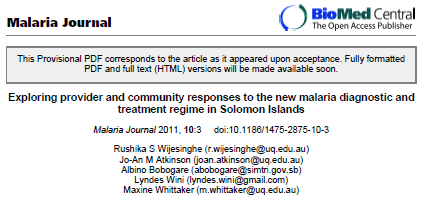 Malaria Journal
BioMed Central
The Open Access Publisher
This Provisional PDF corresponds to the article as it appeared upon acceptance. Fully formatted
PDF and full text (HTML) versions will be made available soon.
Exploring provider and community responses to the new malaria diagnostic and
treatment regime in Solomon Islands
Malaria Journal 2011, 10:3 doi:10.1186/1475-2875-10-3
Rushika S Wijesinghe (r.wijesinghe@uq.edu.au)
Jo-An M Atkinson (joan.atkinson@uq.edu.au)
Albino Bobogare (abobogare@simtri.gov.sb)
Lyndes Wini (lyndes.wini@gmail.com)
Maxine Whittaker (m.whittaker@uq.edu.au)